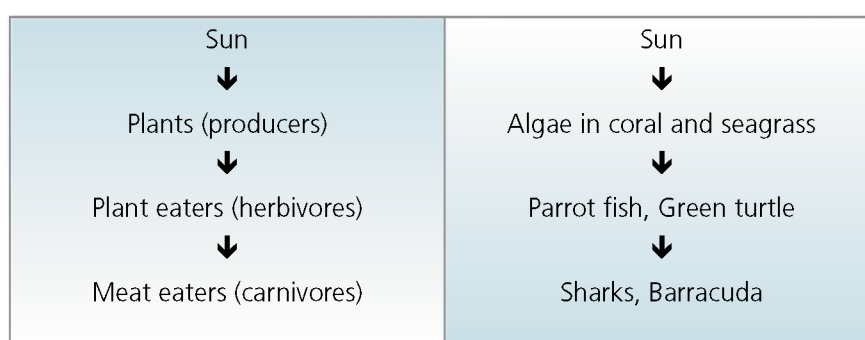 Sun
Plants (producers)
Plant eaters (herbivores)
Meat eaters (carnivores)
Sun
Algae in coral and seagrass
Parrot fish, Green turtle
Sharks, Barracuda